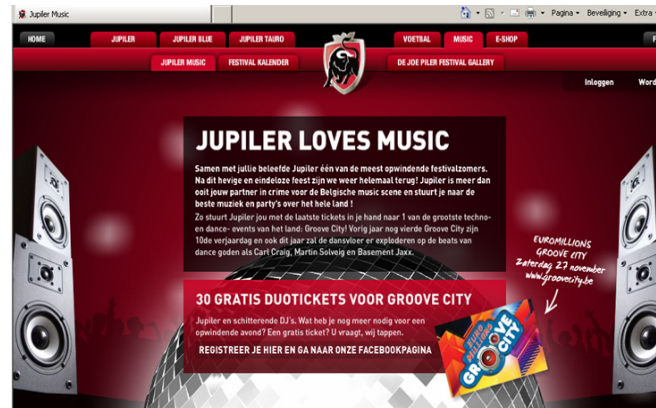 Jupiler Music
Pagina
Beveiliging
Extra
HOME
JUPILER
JUPILER BLUE
JUPILER TAURO
VOETBAL
MUSIC
E-SHOP
JUPILER MUSIC
FESTIVAL KALENDER
DE JOE PILER FESTIVAL GALLERY
Inloggen
JUPILER LOVES MUSIC
Samen met jullie beleefde Jupiler één van de meest opwindende festivalzomers.
Na dit hevige en eindeloze feest zijn we weer helemaal terug! Jupiler is meer dan
ooit jouw partner in crime voor de Belgische music scene en stuurt je naar de
beste muziek en party's over het hele land !
Zo stuurt Jupiler jou met de laatste tickets in je hand naar 1 van de grootste techno-
en dance- events van het land: Groove City! Vorig jaar nog vierde Groove City zijn
10de verjaardag en ook dit jaar zal de dansvloer er exploderen op de beats van
dance goden als Carl Craig, Martin Solveig en Basement Jaxx.
EUROMILLIONS
GROOVE CITY
Zaterdag 27 november
www.groovecity.be
30 GRATIS DUOTICKETS VOOR GROOVE CITY
Jupiler en schitterende DJ's. Wat heb je nog meer nodig voor een
opwindende avond? Een gratis ticket? U vraagt, wij tappen.
REGISTREER JE HIER EN GA NAAR ONZE FACEBOOKPAGINA
EURO
MILLIONS
GROOVE
CITY